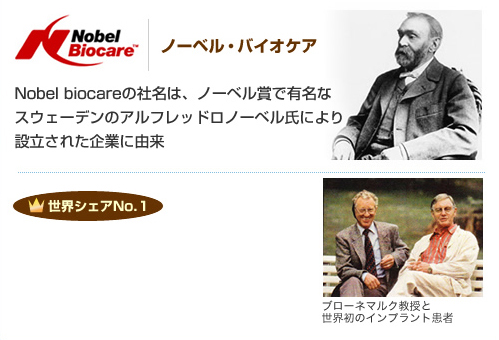 Nobel
Biocare™
ノーベル・バイオケア
Nobel biocareの社名は、ノーベル賞で有名な
スウェーデンのアルフレッドロノーベル氏により
設立された企業に由来
世界シェアNo.1
ブローネマルク教授と
世界初のインプラント患者